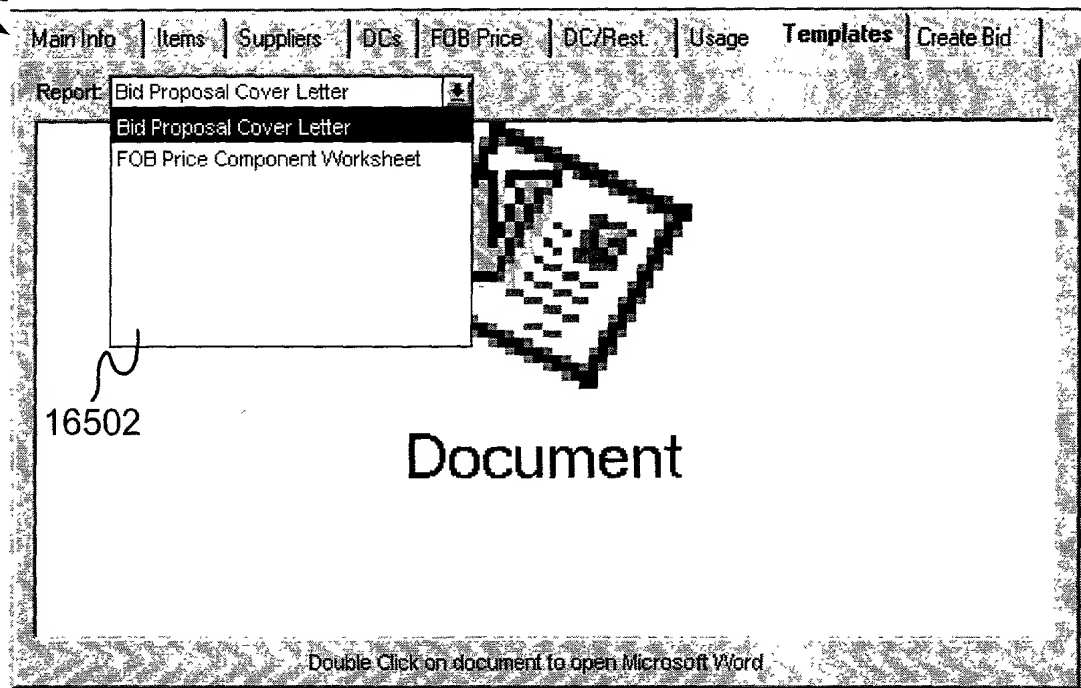 Main Info Items Suppliers DCs FOB Price DC/Rest. Usage Templates Create Bid
Report: Bid Proposal Cover Letter
Bid Proposal Cover Letter
FOB Price Component Worksheet
16502
Document
Double Click on document to open Microsoft Word